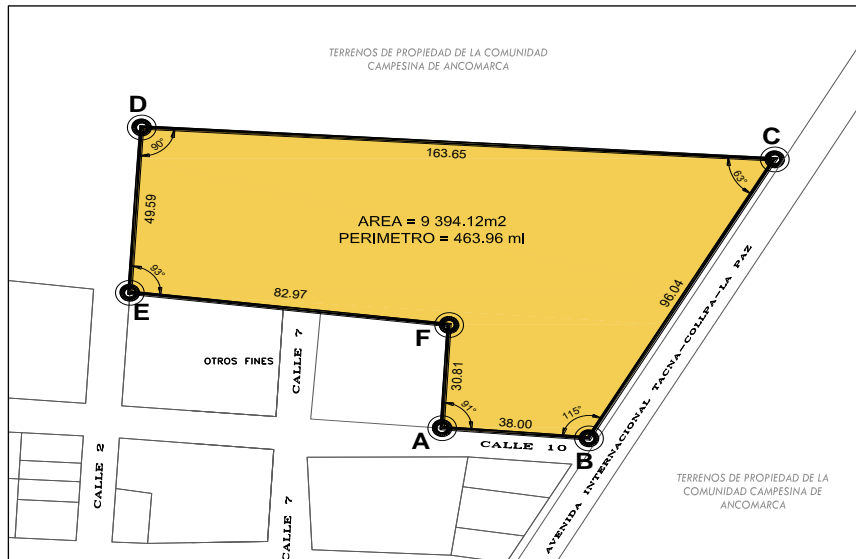 TERRENOS DE PROPIEDAD DE LA COMUNIDAD
CAMPESINA DE ANCOMARCA
D
C
90°
163.65
63°
49.59
AREA = 9 394.12m2
PERIMETRO = 463.96 ml
93°
82.97
96.04
E
F
OTROS FINES
CALLE 7
30.81
91°
38.00
115°
A
B
CALLE 10
CALLE 2
CALLE 7
AVENIDA INTERNACIONAL TACNA-COLLPA-LA PAZ
TERRENOS DE PROPIEDAD DE LA
COMUNIDAD CAMPESINA DE
ANCOMARCA